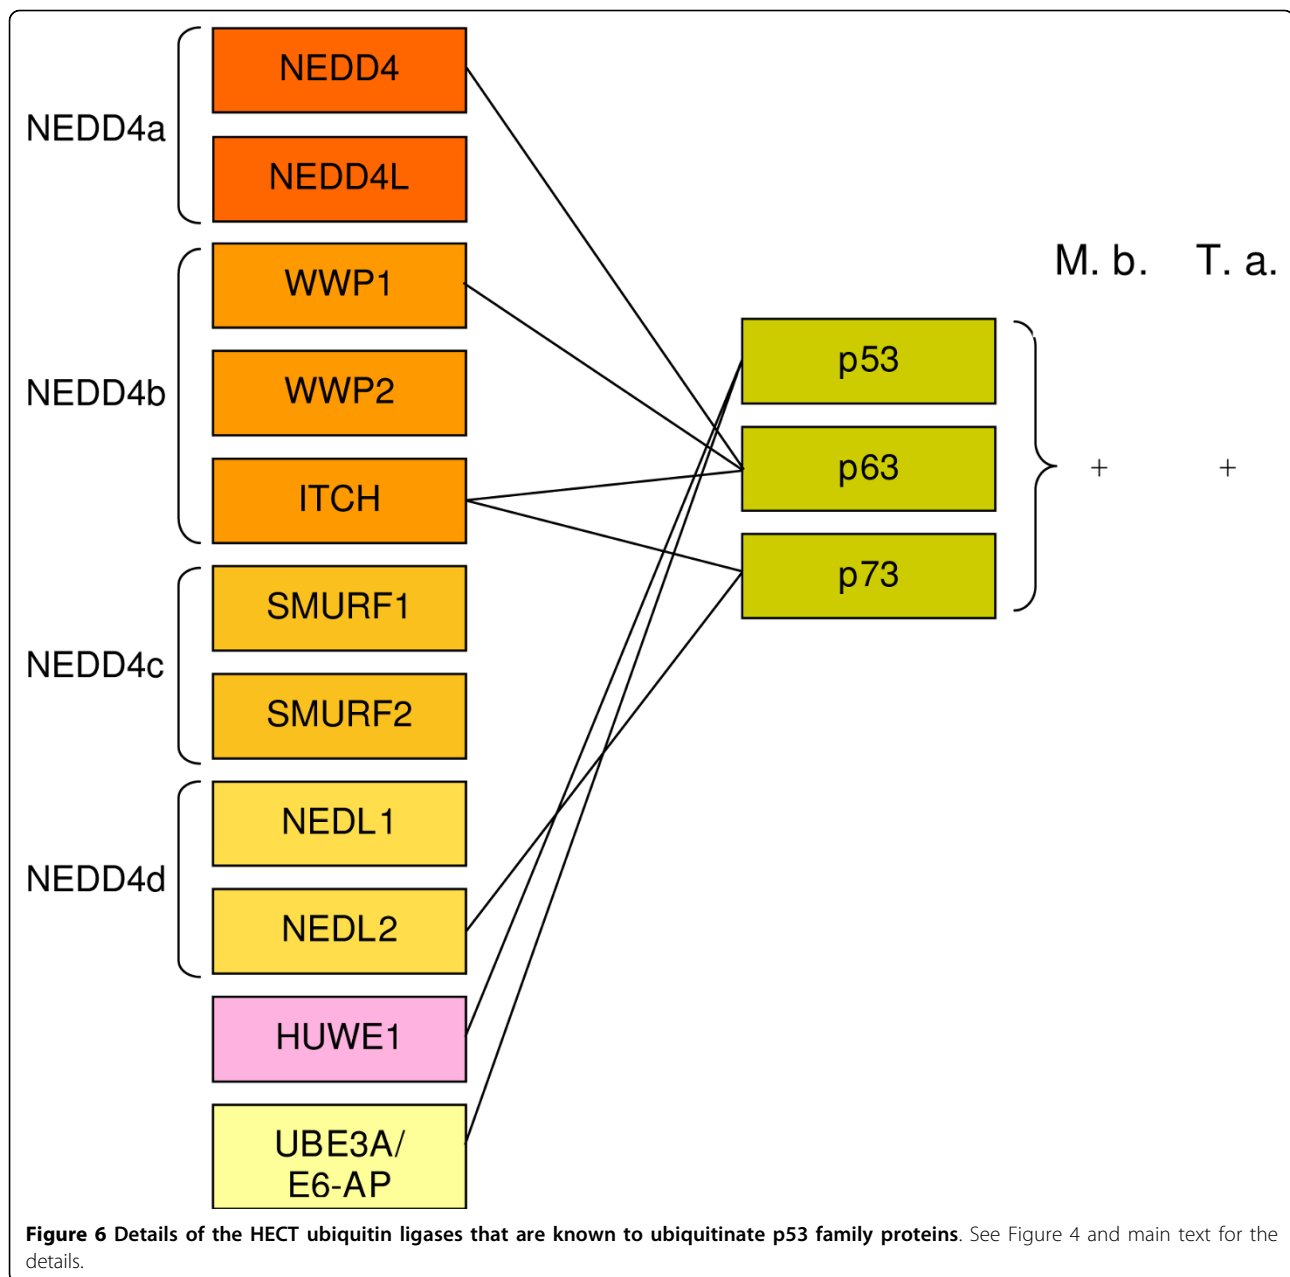 NEDD4a
NEDD4
NEDD4L
NEDD4b
WWP1
WWP2
ITCH
NEDD4c
SMURF1
SMURF2
NEDD4d
NEDL1
NEDL2
HUWE1
UBE3A/
E6-AP
M. b. T. a.
p53
p63
p73
+ +
Figure 6 Details of the HECT ubiquitin ligases that are known to ubiquitinate p53 family proteins. See Figure 4 and main text for the
details.